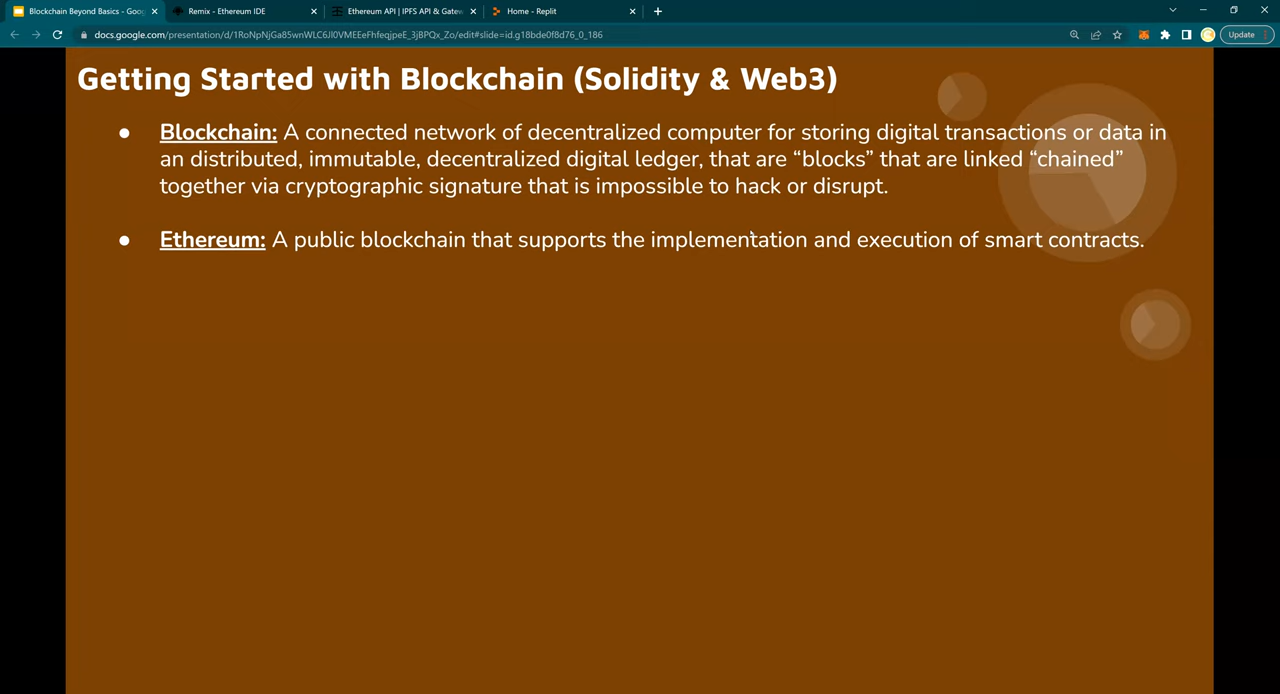 Blockchain Beyond Basics - Goog
Remix - Ethereum IDE
Ethereum API | IPFS API & Gatew
Home - Replit
docs.google.com/presentation/d/1RoNpNjGa85wnWLC6Jl0VMEEeFhfeqjpeE_3jBPQx_Zo/edit#slide=id.g18bde0f8d76_0_186
Update
Getting Started with Blockchain (Solidity & Web3)
● Blockchain: A connected network of decentralized computer for storing digital transactions or data in
an distributed, immutable, decentralized digital ledger, that are “blocks” that are linked “chained”
together via cryptographic signature that is impossible to hack or disrupt.
● Ethereum: A public blockchain that supports the implementation and execution of smart contracts.